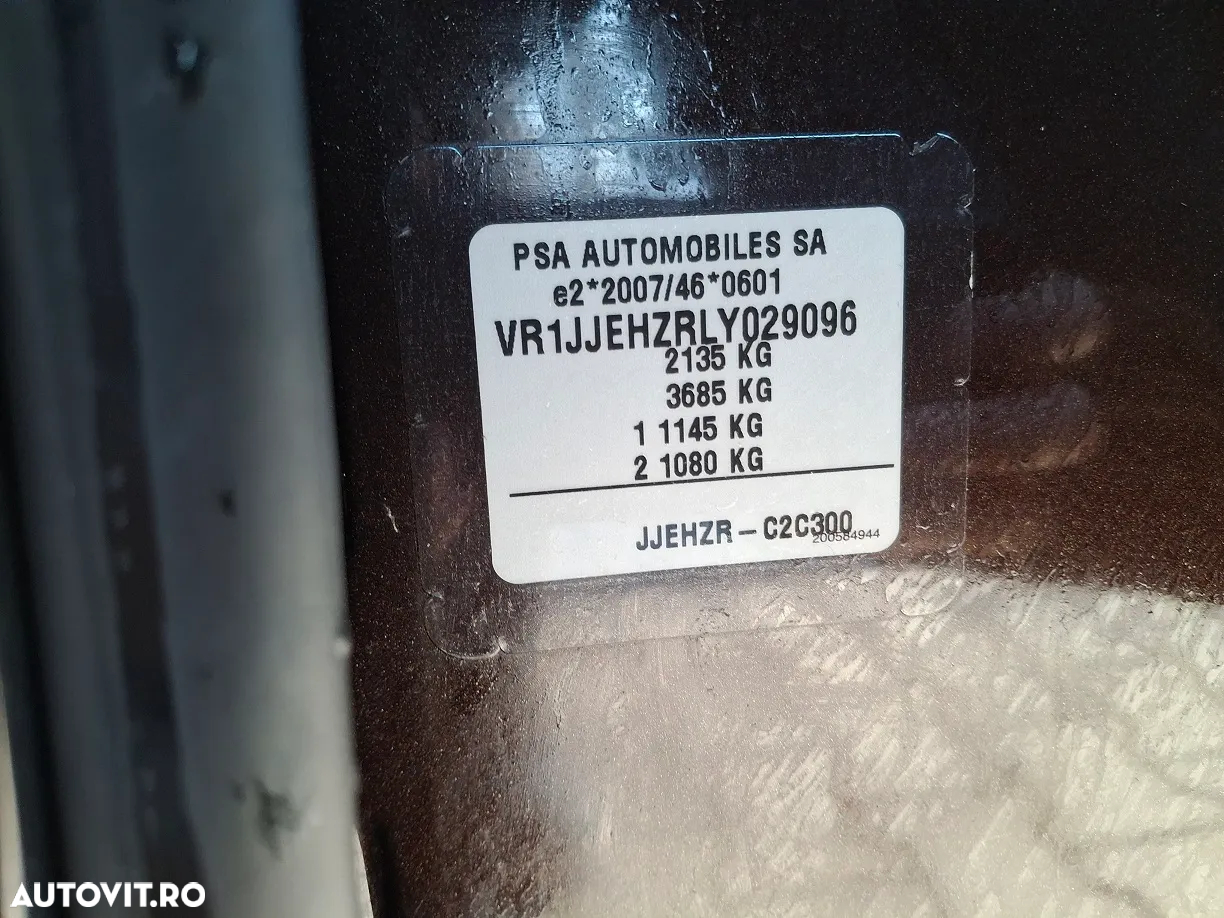 PSA AUTOMOBILES SA
e2*2007/46*0601
VR1JJEHZRLY029096
2135 KG
3685 KG
1 1145 KG
2 1080 KG
JJEHZR – C2C300
200584944
AUTOVIT.RO